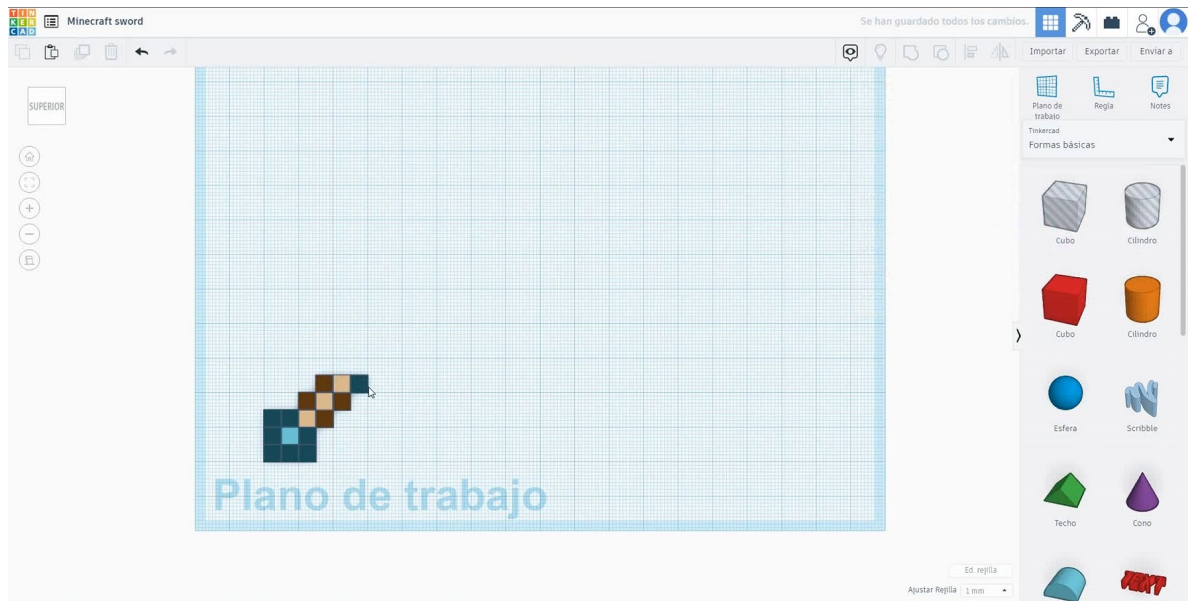 TIN
KER
CAD
Minecraft sword
Se han guardado todos los cambios.
Importar
Exportar
Enviar a
SUPERIOR
Plano de
trabajo
Regla
Notes
Tinkercad
Formas básicas
Cubo
Cilindro
Cubo
Cilindro
Esfera
Scribble
Techo
Cono
TEXT
Plano de trabajo
Ed. rejilla
Ajustar Rejilla
1 mm